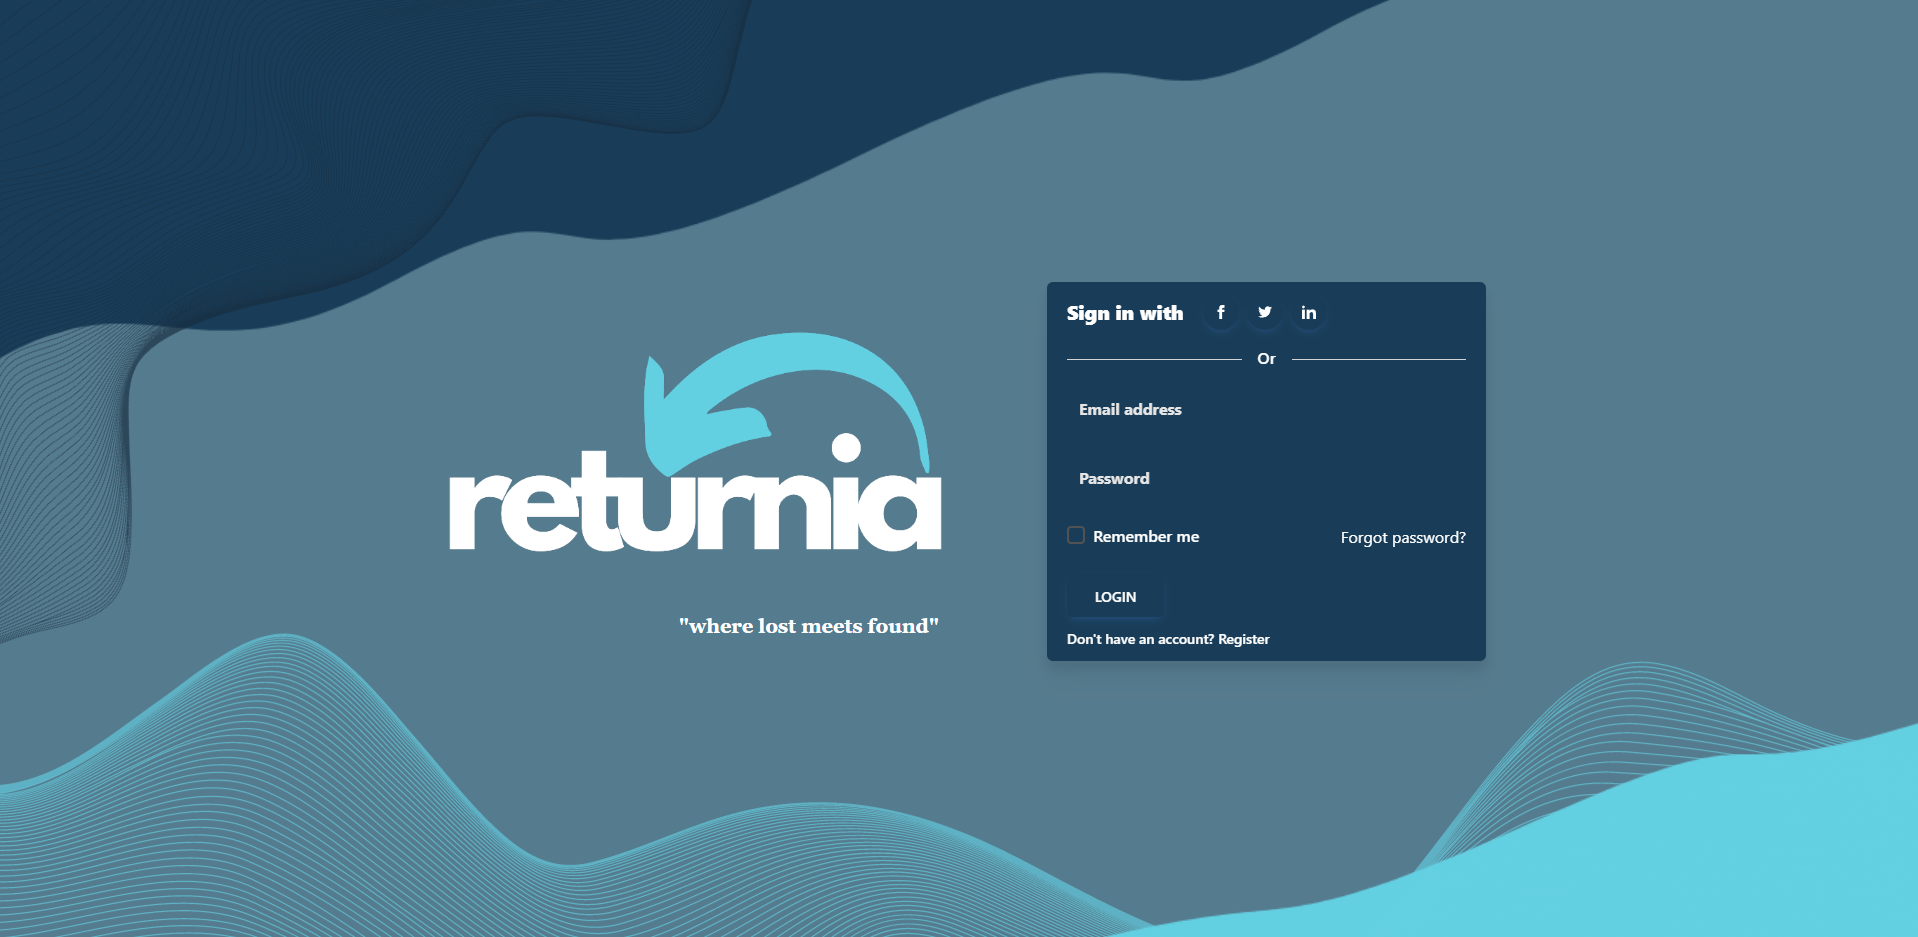 returnia
"where lost meets found"
Sign in with
Or
Email address
Password
Remember me
Forgot password?
LOGIN
Don't have an account? Register